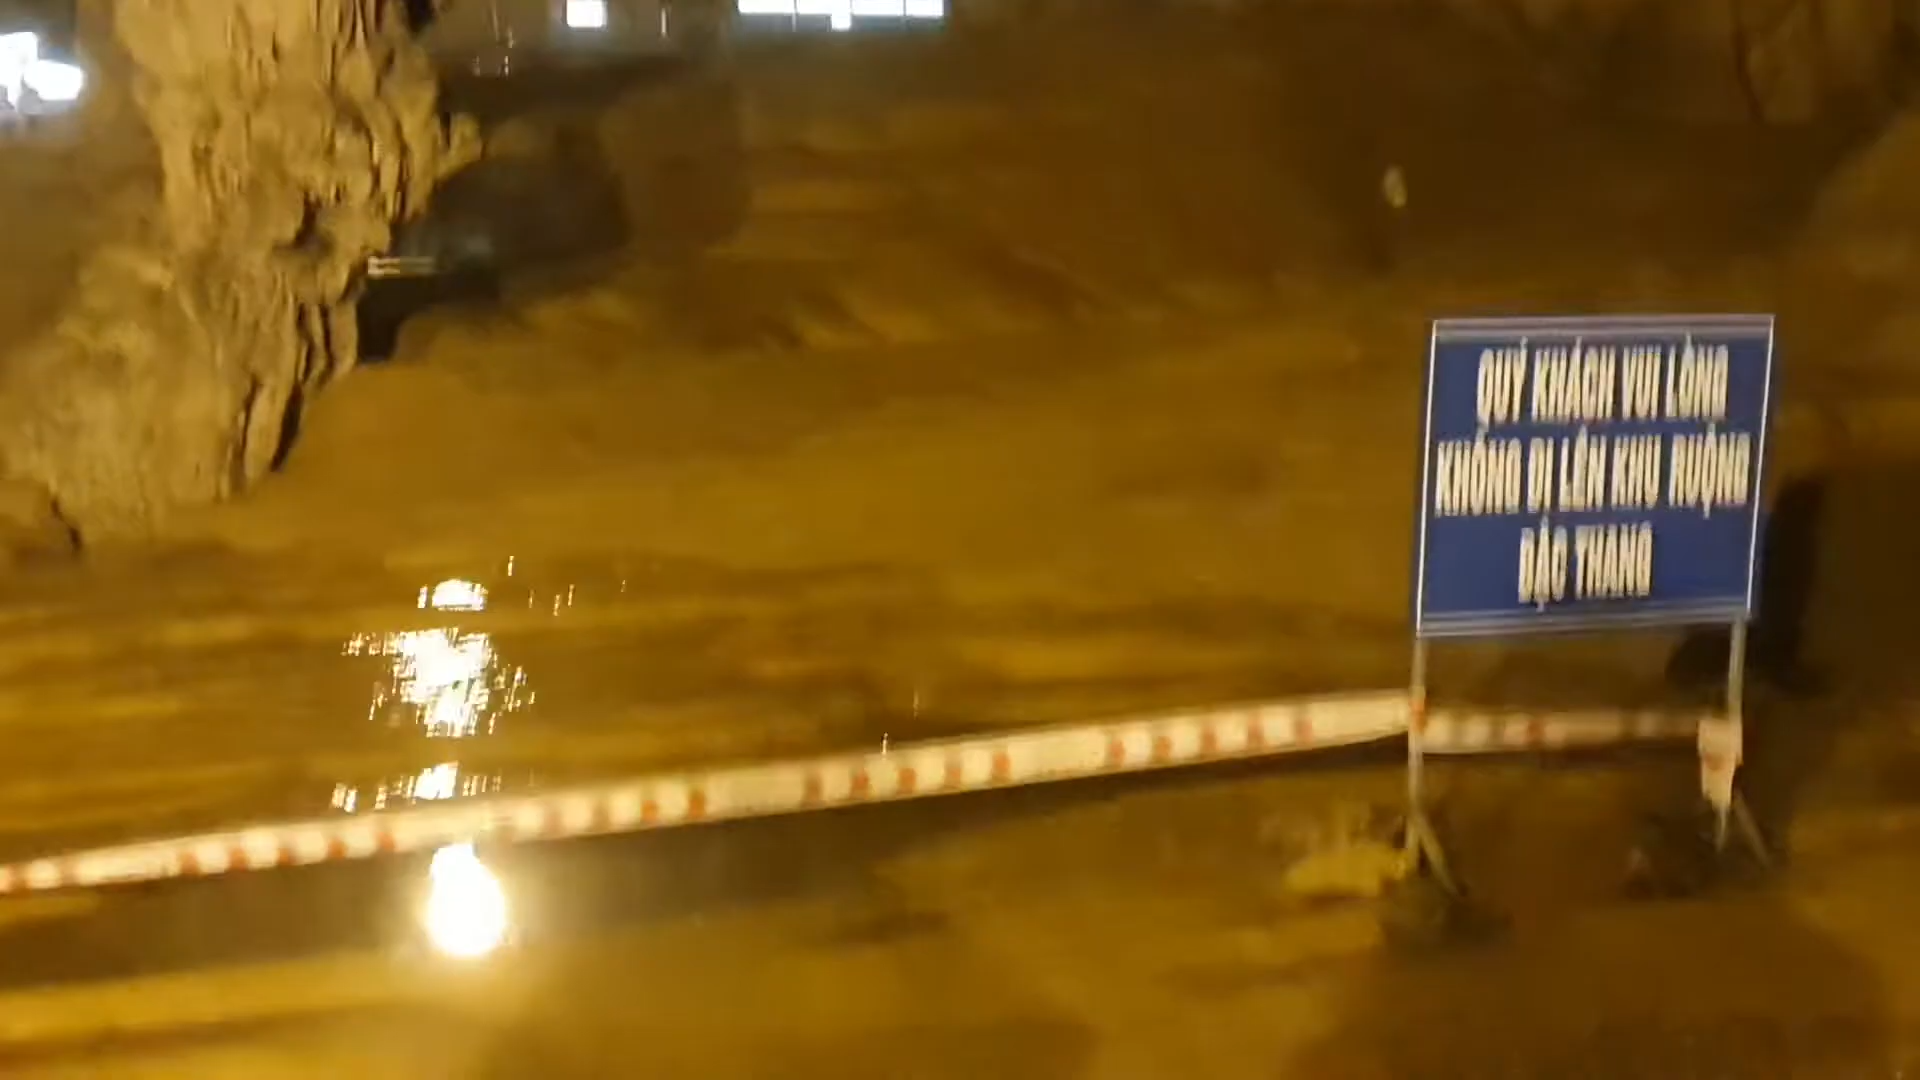 QUÝ KHÁCH VUI LÒNG
KHÔNG ĐI LÊN KHU RUỘNG
BẬC THANG